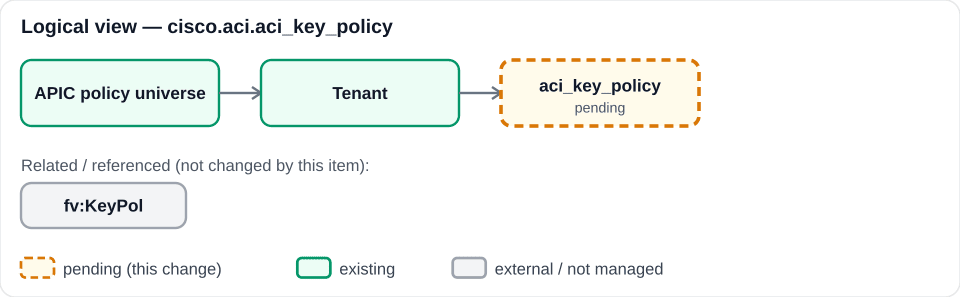 Logical view — cisco.aci.aci_key_policy
APIC policy universe
Tenant
aci_key_policy
pending
Related / referenced (not changed by this item):
fv:KeyPol
pending (this change)
existing
external / not managed